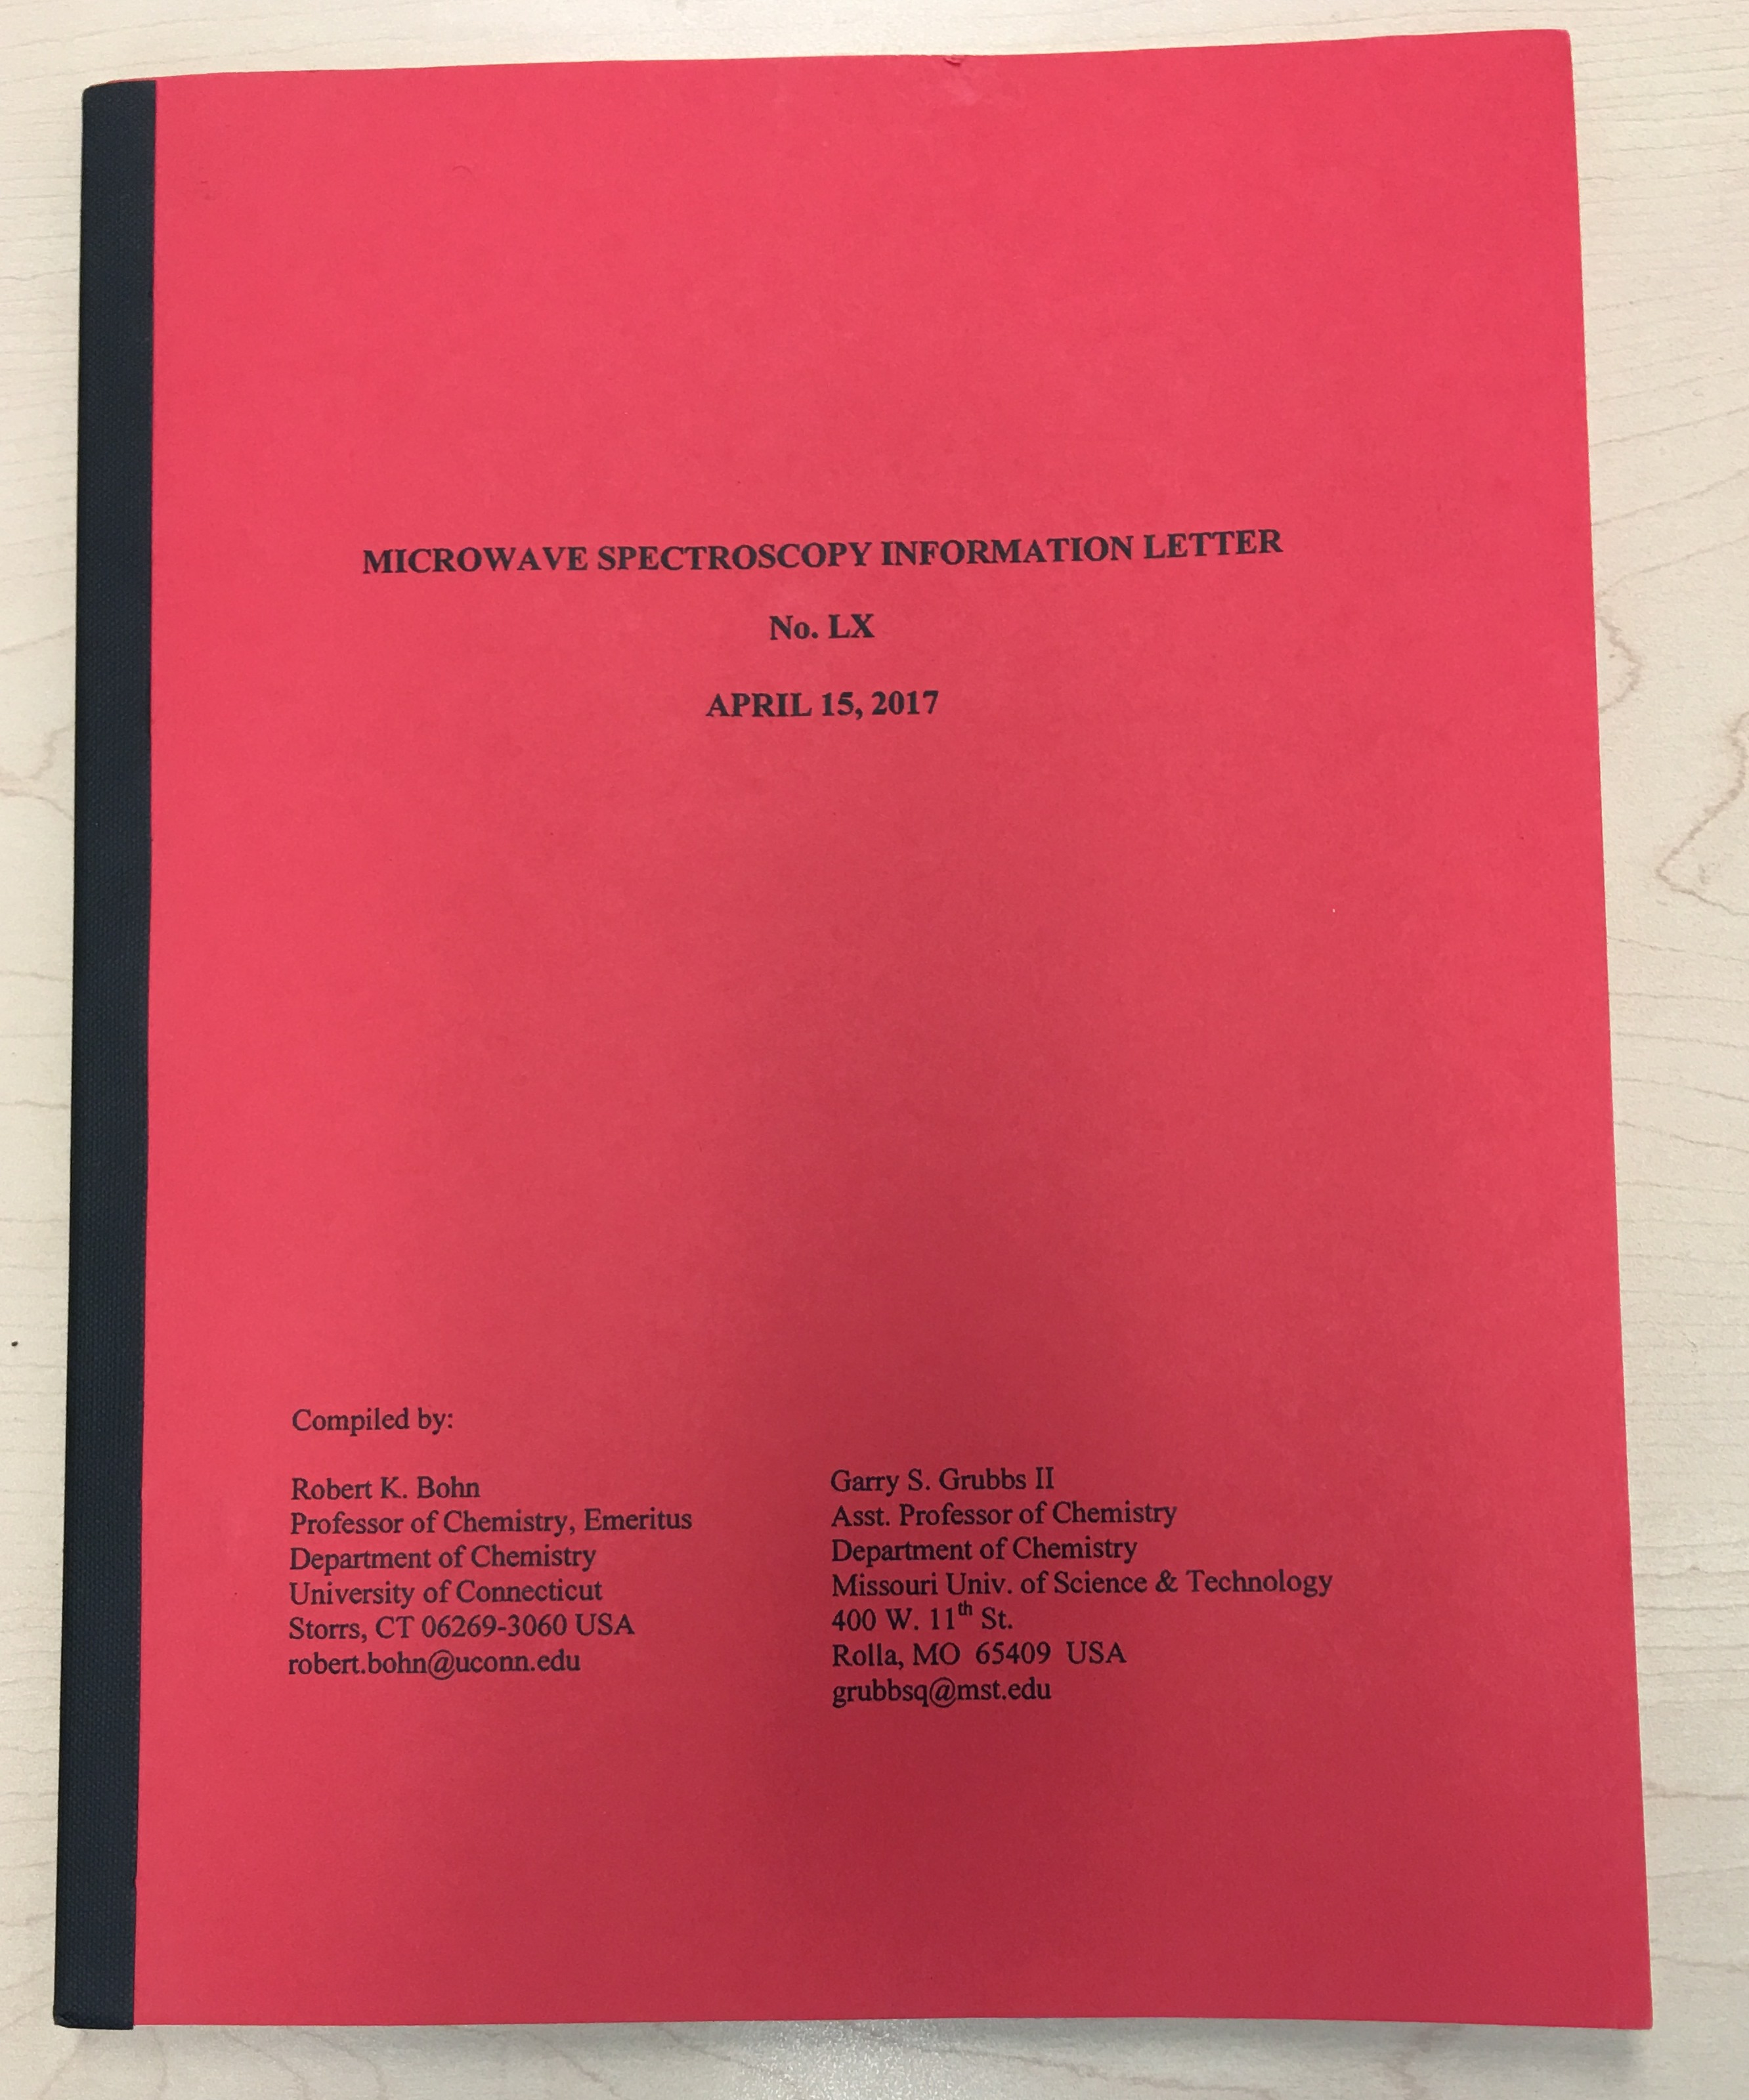 MICROWAVE SPECTROSCOPY INFORMATION LETTER
No. LX
APRIL 15, 2017
Compiled by:
Robert K. Bohn
Professor of Chemistry, Emeritus
Department of Chemistry
University of Connecticut
Storrs, CT 06269-3060 USA
robert.bohn@uconn.edu
Garry S. Grubbs II
Asst. Professor of Chemistry
Department of Chemistry
Missouri Univ. of Science & Technology
400 W. 11th St.
Rolla, MO 65409 USA
grubbsq@mst.edu